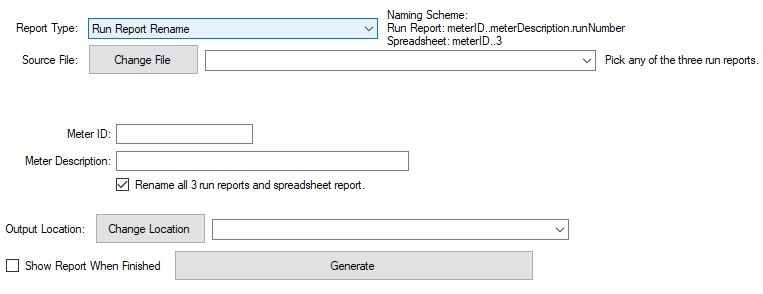 Report Type:
Run Report Rename
Naming Scheme:
Run Report: meterID..meterDescription.runNumber
Spreadsheet: meterID..3
Source File:
Change File
Pick any of the three run reports.
Meter ID:
Meter Description:
Rename all 3 run reports and spreadsheet report.
Output Location:
Change Location
Show Report When Finished
Generate